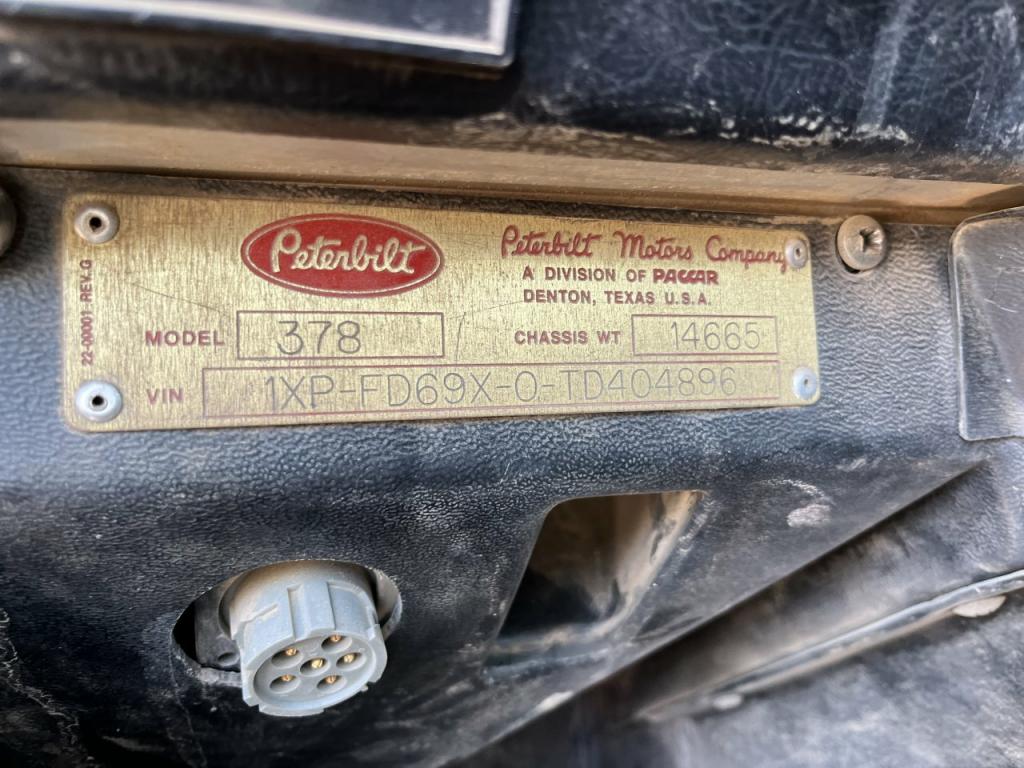 Peterbilt
Peterbilt Motors Company
A DIVISION OF PACCAR
DENTON, TEXAS U.S.A.
22-00001 REV.G
MODEL 378 CHASSIS WT 14665
VIN 1XP-FD69X-0-TD404896